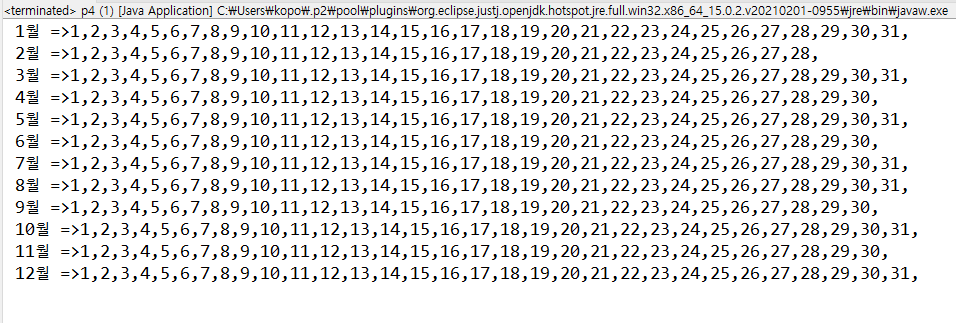 <terminated> p4 (1) [Java Application] C:₩Users₩kopo₩.p2₩pool₩plugins₩org.eclipse.justj.openjdk.hotspot.jre.full.win32.x86_64_15.0.2.v20210201-0955₩jre₩bin₩javaw.exe
1월 =>1,2,3,4,5,6,7,8,9,10,11,12,13,14,15,16,17,18,19,20,21,22,23,24,25,26,27,28,29,30,31,
2월 =>1,2,3,4,5,6,7,8,9,10,11,12,13,14,15,16,17,18,19,20,21,22,23,24,25,26,27,28,
3월 =>1,2,3,4,5,6,7,8,9,10,11,12,13,14,15,16,17,18,19,20,21,22,23,24,25,26,27,28,29,30,31,
4월 =>1,2,3,4,5,6,7,8,9,10,11,12,13,14,15,16,17,18,19,20,21,22,23,24,25,26,27,28,29,30,
5월 =>1,2,3,4,5,6,7,8,9,10,11,12,13,14,15,16,17,18,19,20,21,22,23,24,25,26,27,28,29,30,31,
6월 =>1,2,3,4,5,6,7,8,9,10,11,12,13,14,15,16,17,18,19,20,21,22,23,24,25,26,27,28,29,30,
7월 =>1,2,3,4,5,6,7,8,9,10,11,12,13,14,15,16,17,18,19,20,21,22,23,24,25,26,27,28,29,30,31,
8월 =>1,2,3,4,5,6,7,8,9,10,11,12,13,14,15,16,17,18,19,20,21,22,23,24,25,26,27,28,29,30,31,
9월 =>1,2,3,4,5,6,7,8,9,10,11,12,13,14,15,16,17,18,19,20,21,22,23,24,25,26,27,28,29,30,
10월 =>1,2,3,4,5,6,7,8,9,10,11,12,13,14,15,16,17,18,19,20,21,22,23,24,25,26,27,28,29,30,31,
11월 =>1,2,3,4,5,6,7,8,9,10,11,12,13,14,15,16,17,18,19,20,21,22,23,24,25,26,27,28,29,30,
12월 =>1,2,3,4,5,6,7,8,9,10,11,12,13,14,15,16,17,18,19,20,21,22,23,24,25,26,27,28,29,30,31,